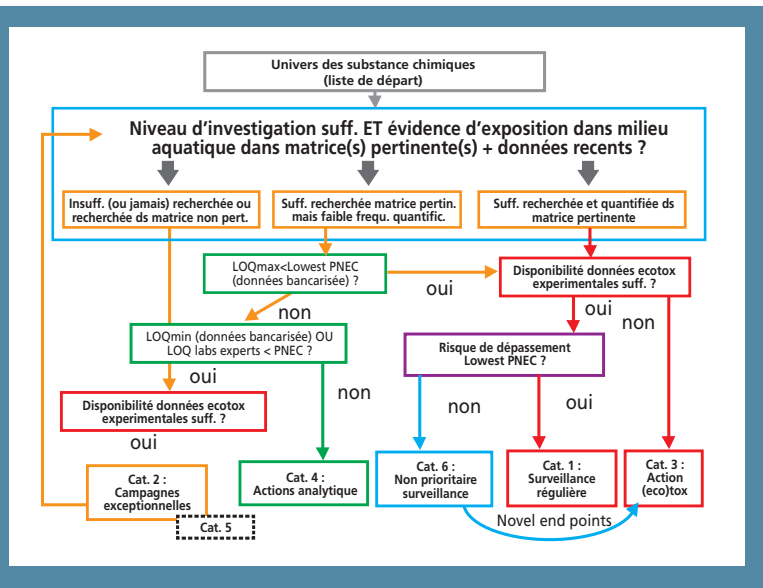 Univers des substance chimiques
(liste de départ)
Niveau d'investigation suff. ET évidence d'exposition dans milieu
aquatique dans matrice(s) pertinente(s) + données recents ?
Insuff. (ou jamais) recherchée ou
recherchée ds matrice non pert.
Suff. recherchée matrice pertin.
mais faible frequ. quantific.
Suff. recherchée et quantifiée ds
matrice pertinente
LOQmax<Lowest PNEC
(données bancarisée) ?
oui
Disponibilité données ecotox
experimentales suff. ?
non
oui
non
LOQmin (données bancarisée) OU
LOQ labs experts < PNEC ?
Risque de dépassement
Lowest PNEC ?
oui
non
non
oui
Disponibilité données ecotox
experimentales suff. ?
oui
Cat. 2 :
Campagnes
exceptionnelles
Cat. 5
Cat. 4 :
Actions analytique
Cat. 6 :
Non prioritaire
surveillance
Cat. 1 :
Surveillance
régulière
Cat. 3 :
Action
(eco)tox
Novel end points